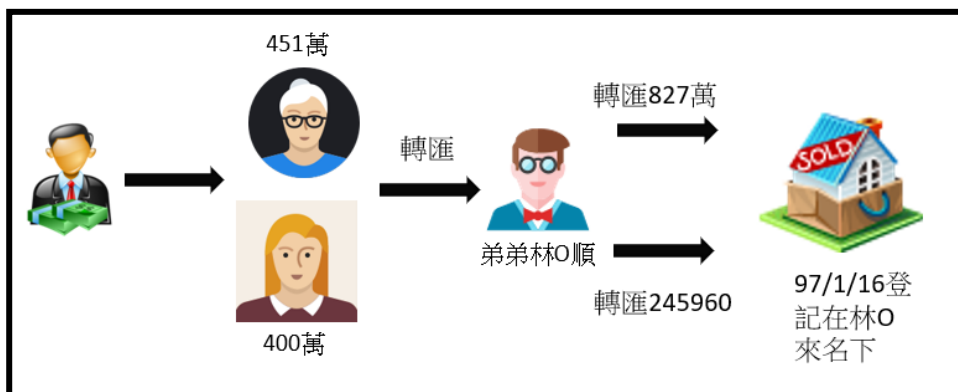 451萬
400萬
轉匯
弟弟林O順
轉匯827萬
轉匯245960
SOLD
97/1/16登
記在林O
來名下